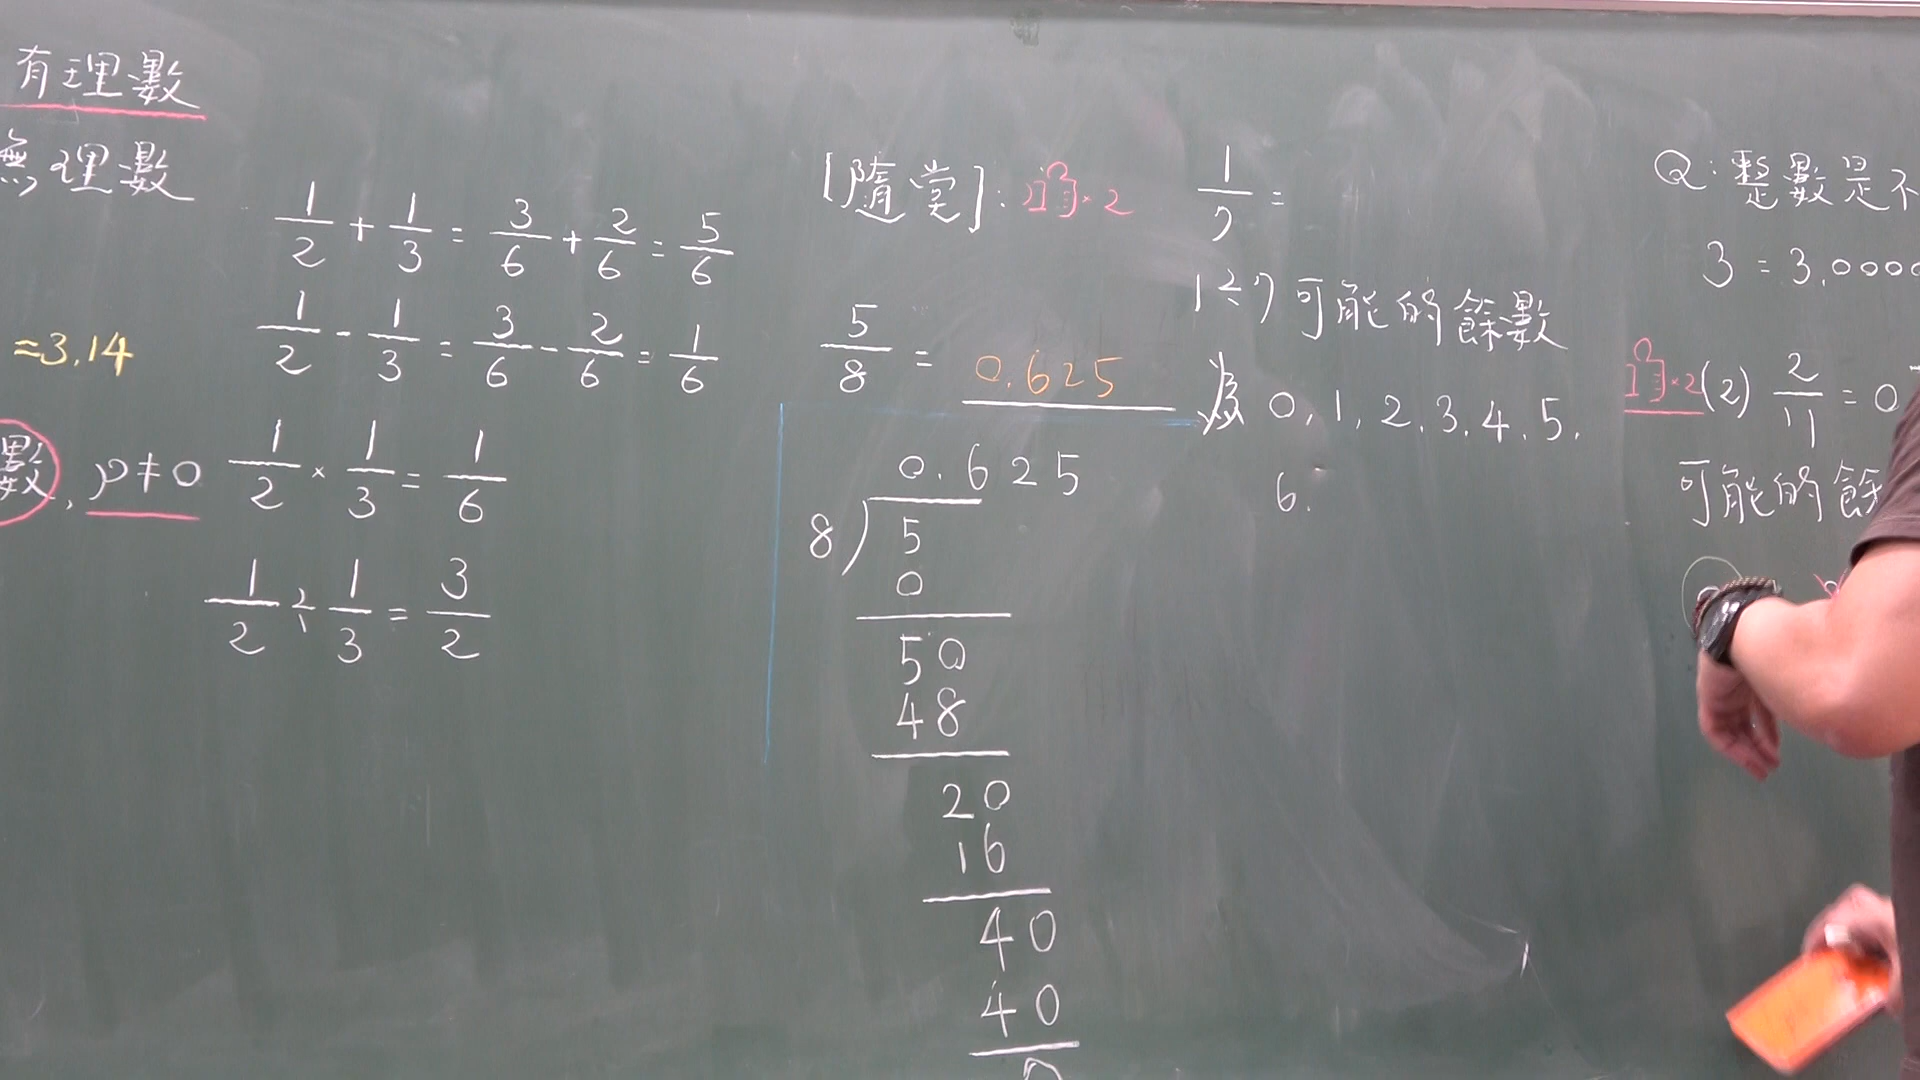 有理數
無理數
≈3.14
數, p≠0
1/2 + 1/3 = 3/6 + 2/6 = 5/6
1/2 - 1/3 = 3/6 - 2/6 = 1/6
1/2 × 1/3 = 1/6
1/2 ÷ 1/3 = 3/2
[隨堂]:
×2
5/8 = 0.625
0.625
8)5
0
50
48
20
16
40
40
0
1/7 =
1÷7可能的餘數
為 0, 1, 2, 3, 4, 5,
6.
Q: 整數是不
3 = 3.0000
×2 (2) 2/11 = 0
可能的餘